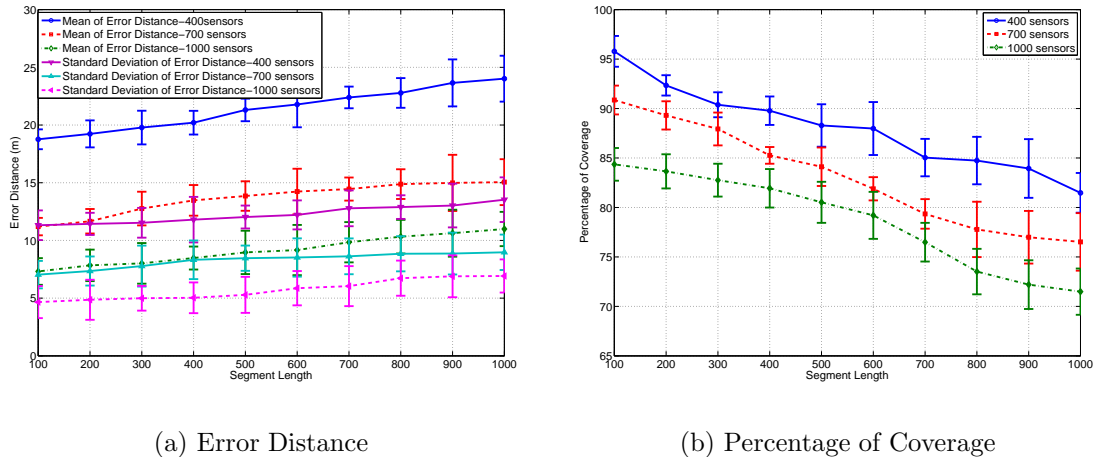 30
25
20
15
10
5
0
Error Distance (m)
Mean of Error Distance−400sensors
Mean of Error Distance−700 sensors
Mean of Error Distance−1000 sensors
Standard Deviation of Error Distance−400 sensors
Standard Deviation of Error Distance−700 sensors
Standard Deviation of Error Distance−1000 sensors
100 200 300 400 500 600 700 800 900 1000
Segment Length
(a) Error Distance
100
95
90
85
80
75
70
65
Percentage of Coverage
400 sensors
700 sensors
1000 sensors
100 200 300 400 500 600 700 800 900 1000
Segment Length
(b) Percentage of Coverage